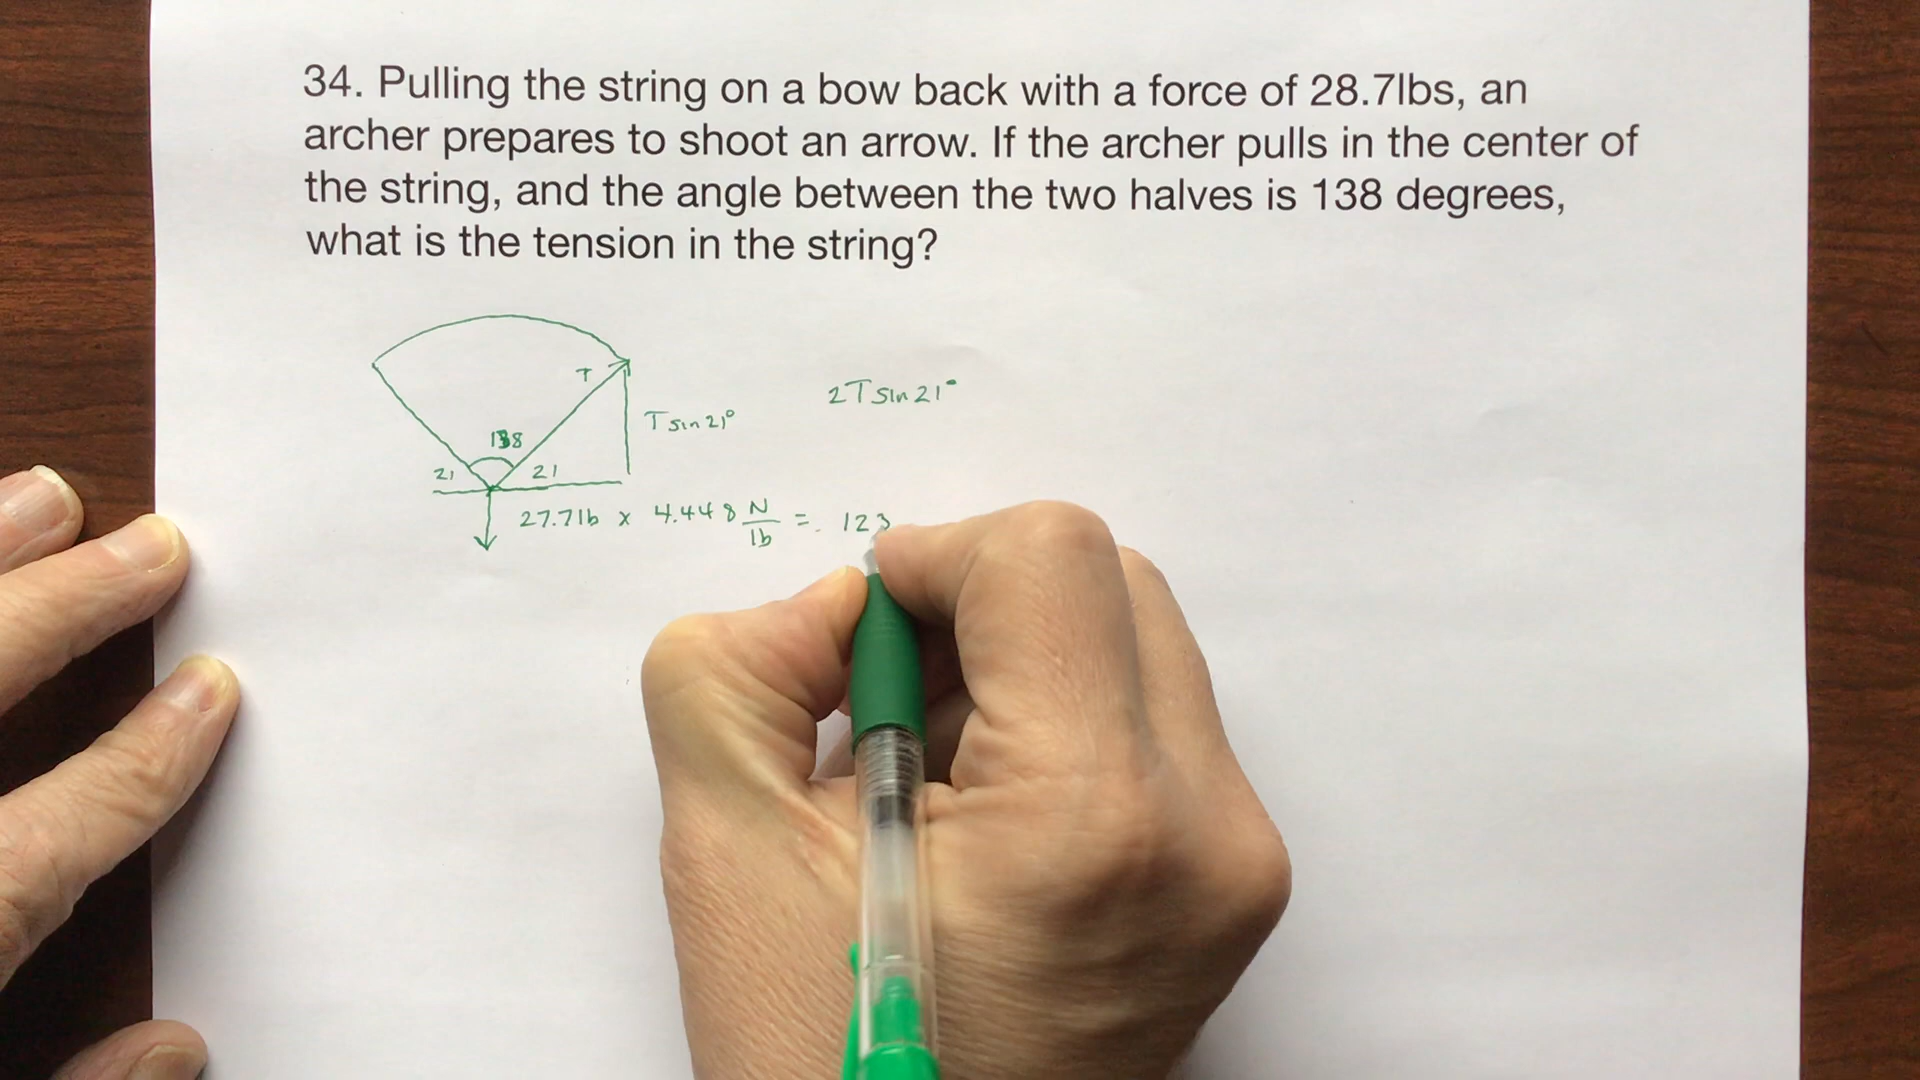 34. Pulling the string on a bow back with a force of 28.7lbs, an
archer prepares to shoot an arrow. If the archer pulls in the center of
the string, and the angle between the two halves is 138 degrees,
what is the tension in the string?
T
2Tsin21°
Tsin21°
138
21
21
27.7lb x 4.448 N/lb = 123